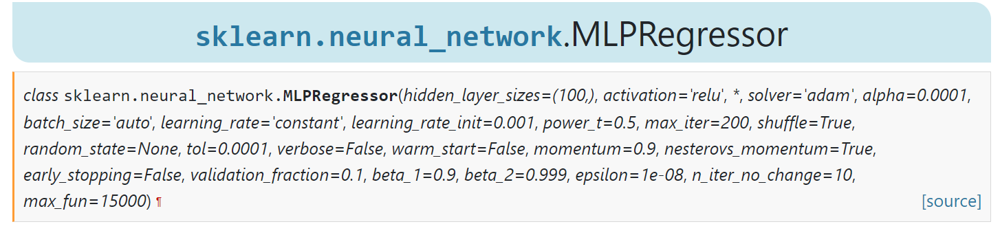 sklearn.neural_network.MLPRegressor
class sklearn.neural_network.MLPRegressor(hidden_layer_sizes=(100,), activation='relu', *, solver='adam', alpha=0.0001,
batch_size='auto', learning_rate='constant', learning_rate_init=0.001, power_t=0.5, max_iter=200, shuffle=True,
random_state=None, tol=0.0001, verbose=False, warm_start=False, momentum=0.9, nesterovs_momentum=True,
early_stopping=False, validation_fraction=0.1, beta_1=0.9, beta_2=0.999, epsilon=1e-08, n_iter_no_change=10,
max_fun=15000) ¶ [source]